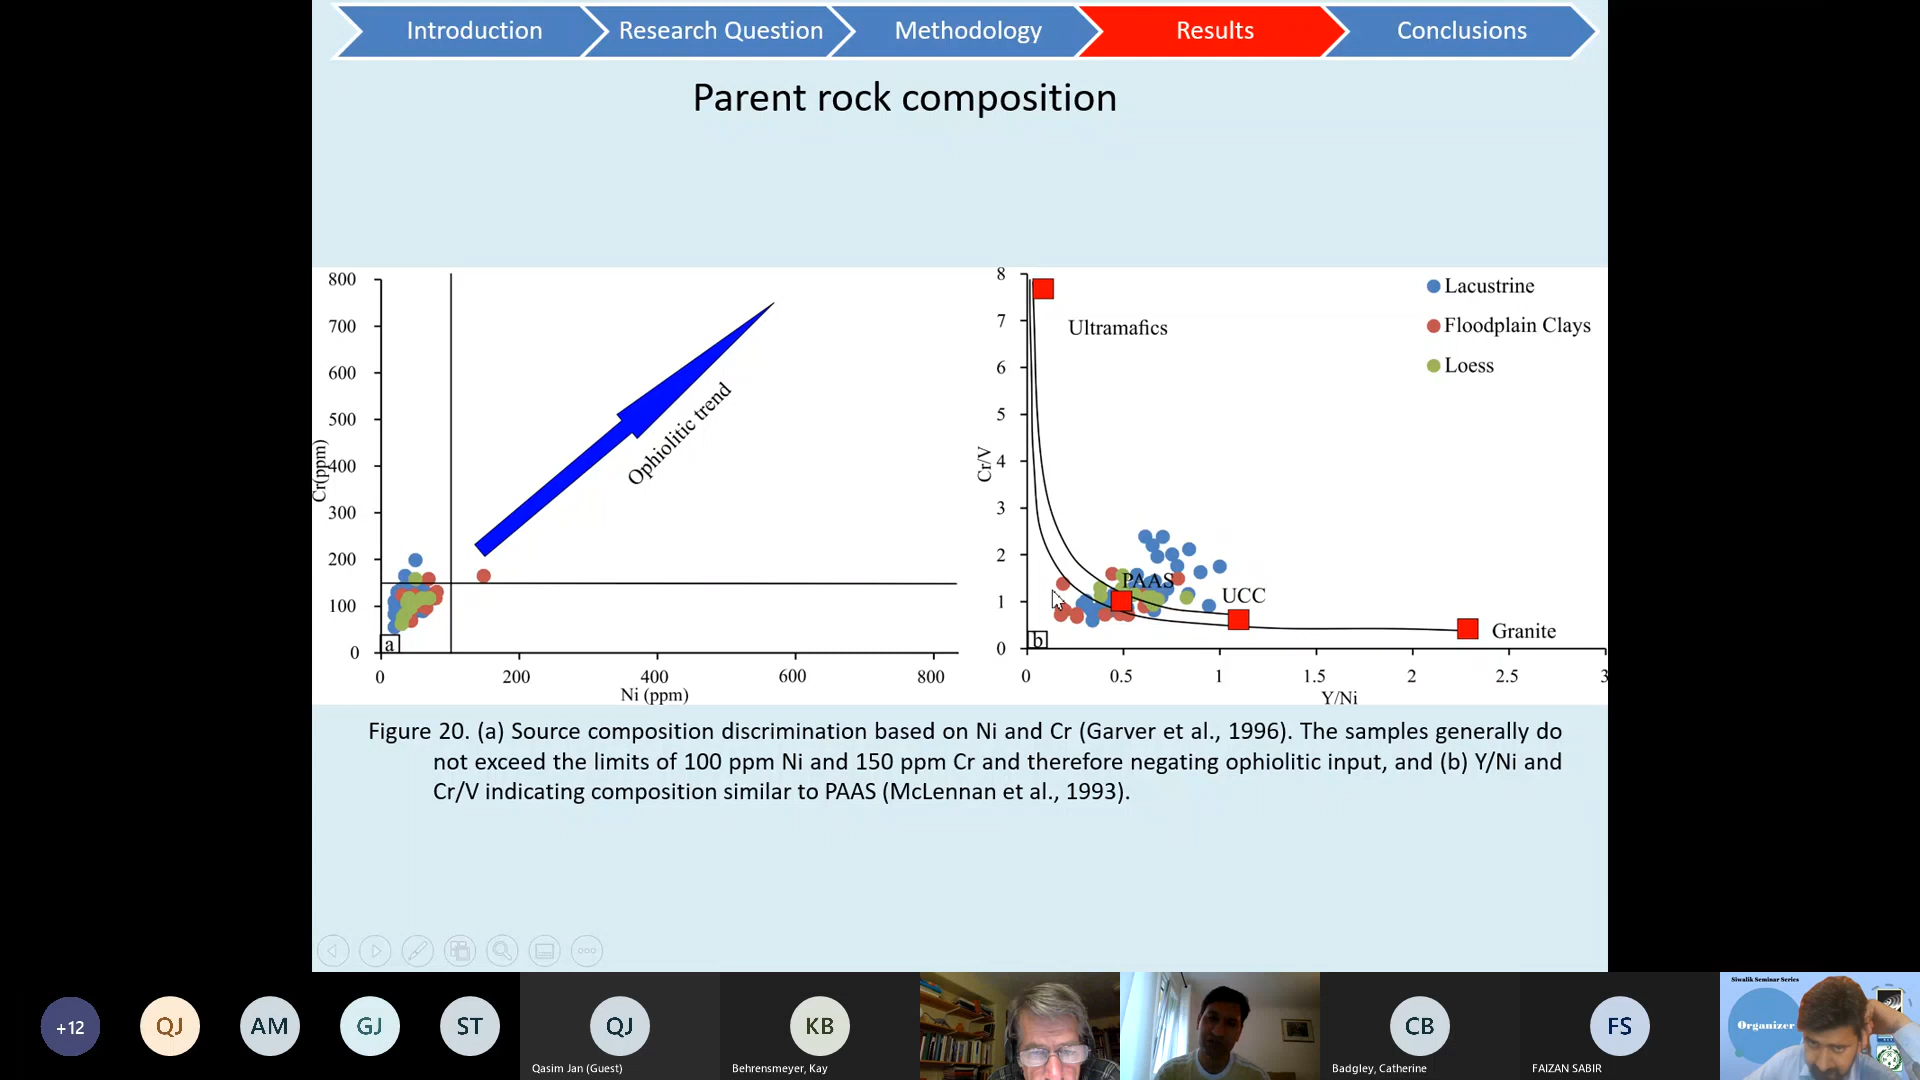 Introduction
Research Question
Methodology
Results
Conclusions
Parent rock composition
800
700
600
500
400
300
200
100
0
Cr(ppm)
Ophiolitic trend
a
0
200
400
600
800
Ni (ppm)
8
7
6
5
4
3
2
1
0
Cr/V
Ultramafics
Lacustrine
Floodplain Clays
Loess
PAAS
UCC
Granite
b
0
0.5
1
1.5
2
2.5
3
Y/Ni
Figure 20. (a) Source composition discrimination based on Ni and Cr (Garver et al., 1996). The samples generally do
not exceed the limits of 100 ppm Ni and 150 ppm Cr and therefore negating ophiolitic input, and (b) Y/Ni and
Cr/V indicating composition similar to PAAS (McLennan et al., 1993).
+12
QJ
AM
GJ
ST
QJ
Qasim Jan (Guest)
KB
Behrensmeyer, Kay
CB
Badgley, Catherine
FS
FAIZAN SABIR
Siwalik Seminar Series
Organizer